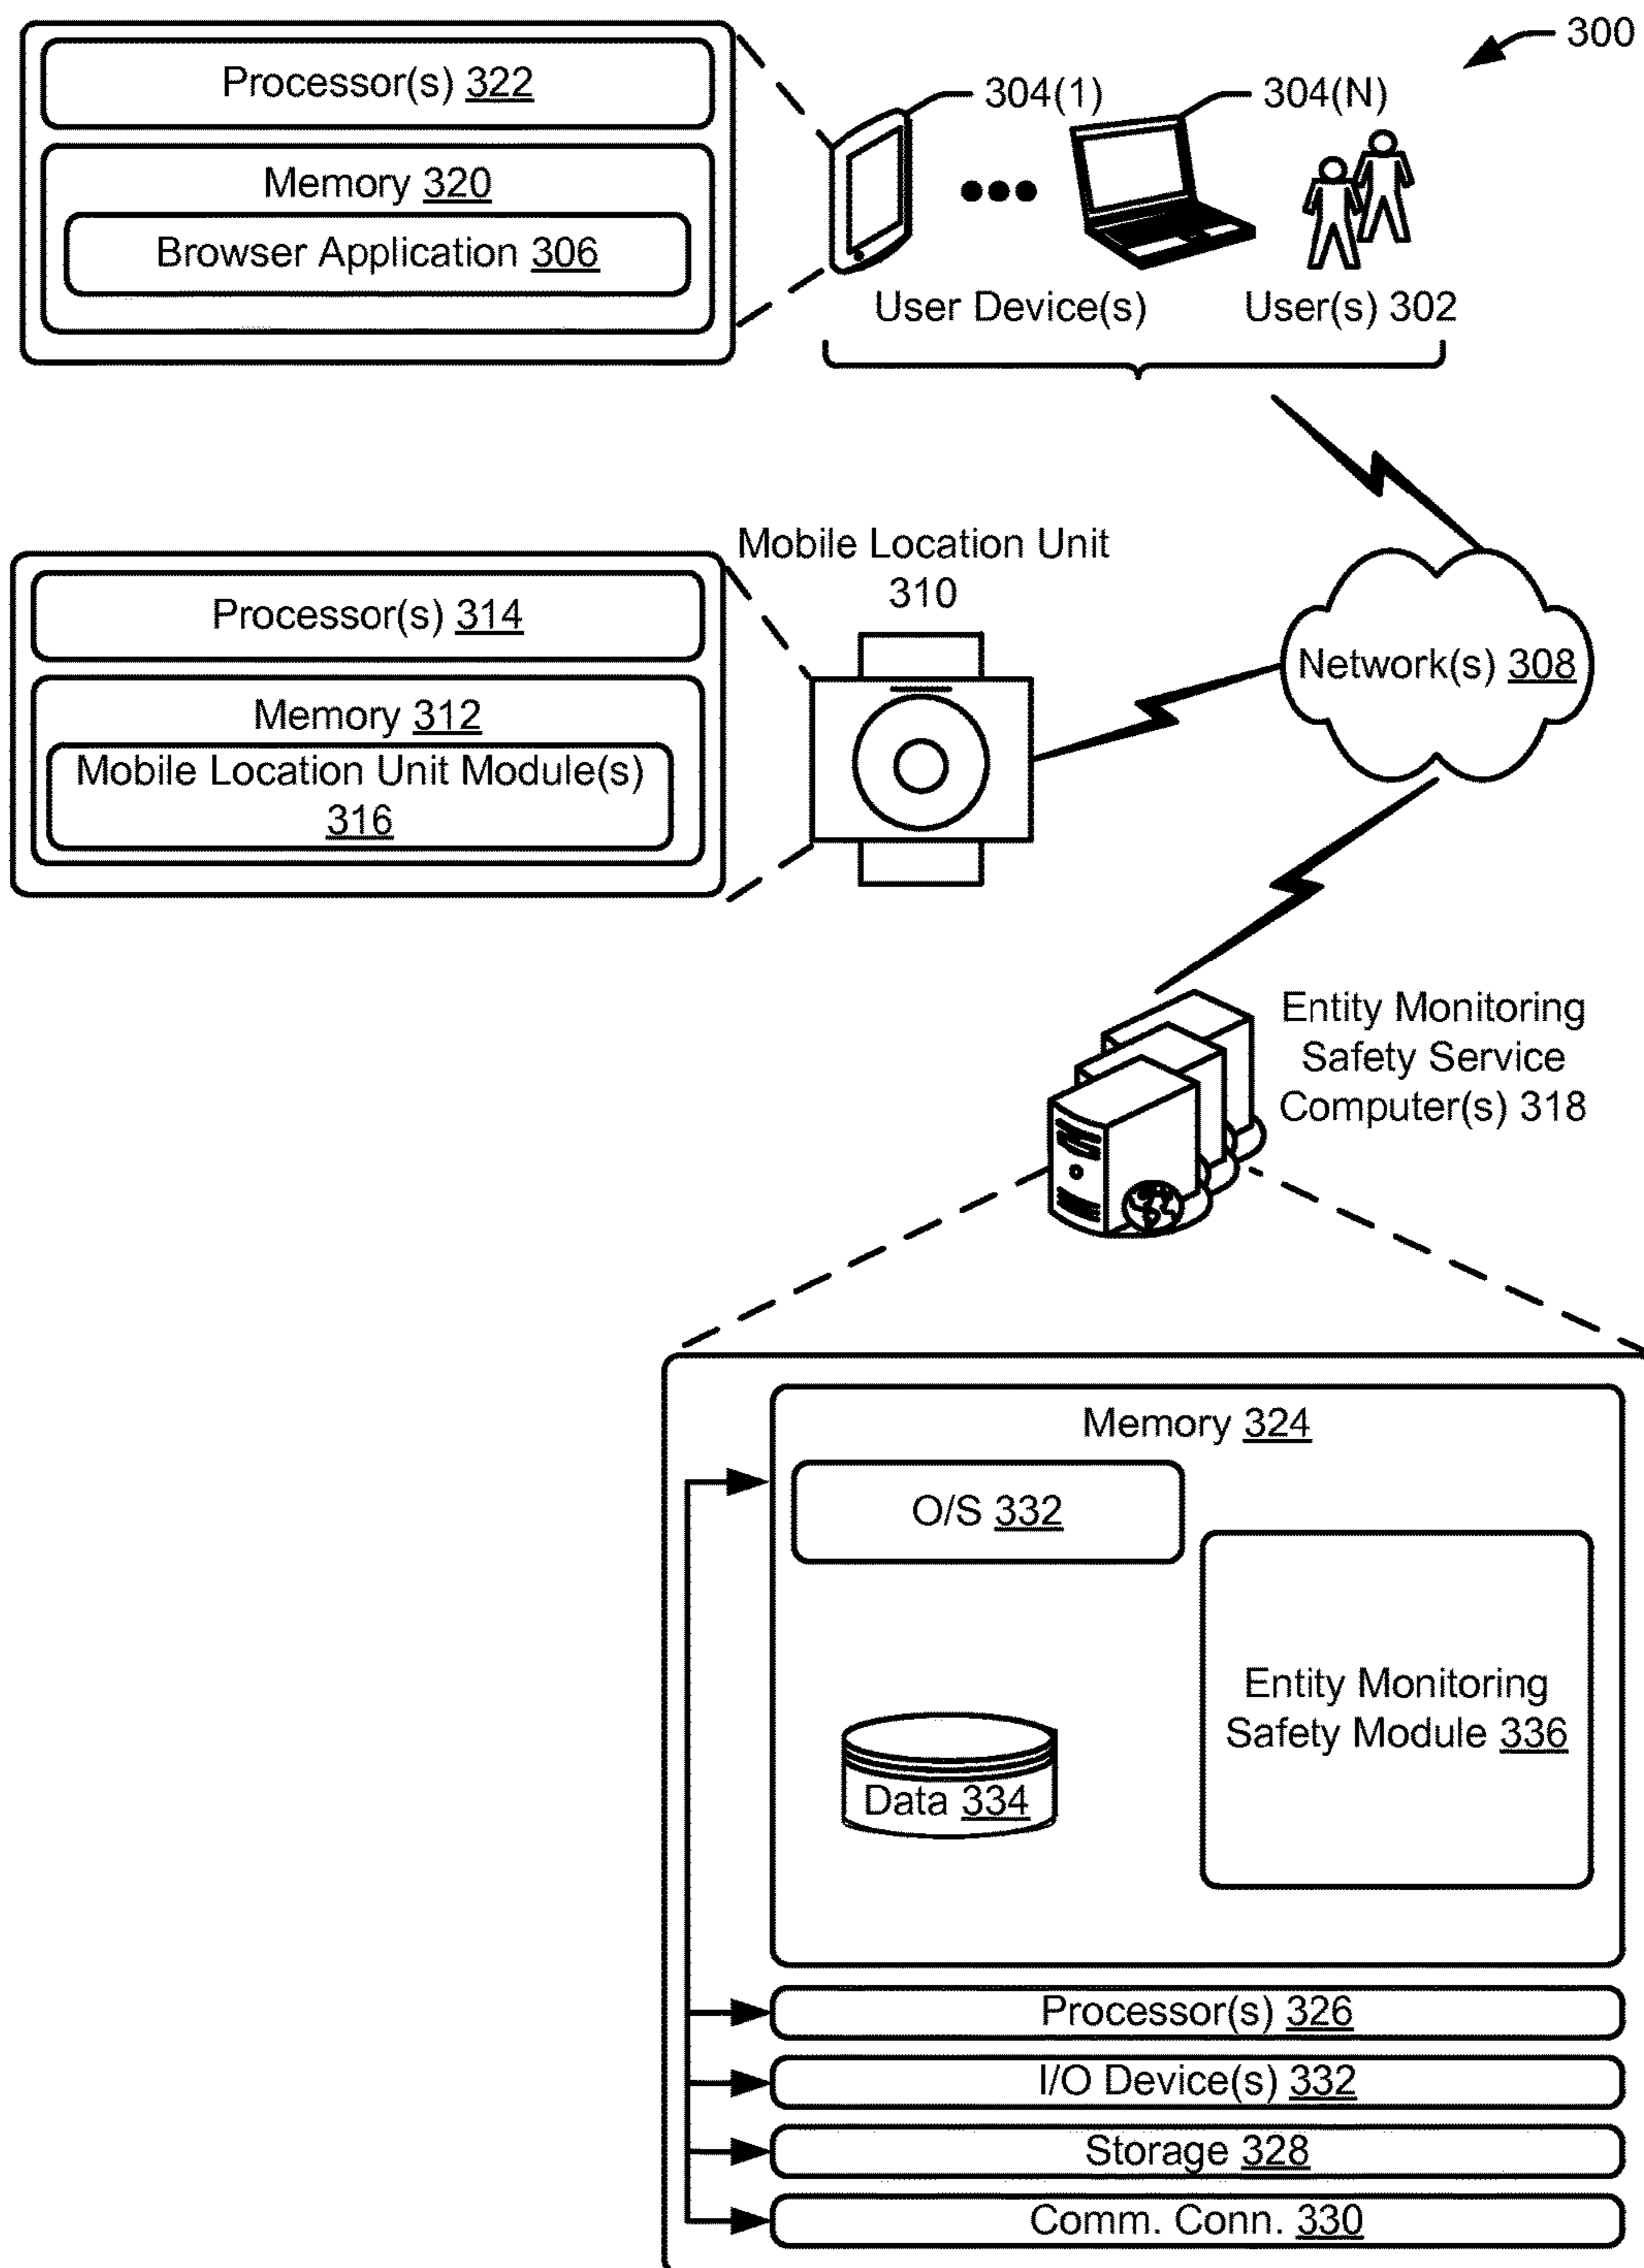 300
Processor(s) 322
304(1)
304(N)
Memory 320
Browser Application 306
User Device(s)
User(s) 302
Mobile Location Unit
310
Processor(s) 314
Network(s) 308
Memory 312
Mobile Location Unit Module(s)
316
Entity Monitoring
Safety Service
Computer(s) 318
Memory 324
O/S 332
Entity Monitoring
Safety Module 336
Data 334
Processor(s) 326
I/O Device(s) 332
Storage 328
Comm. Conn. 330